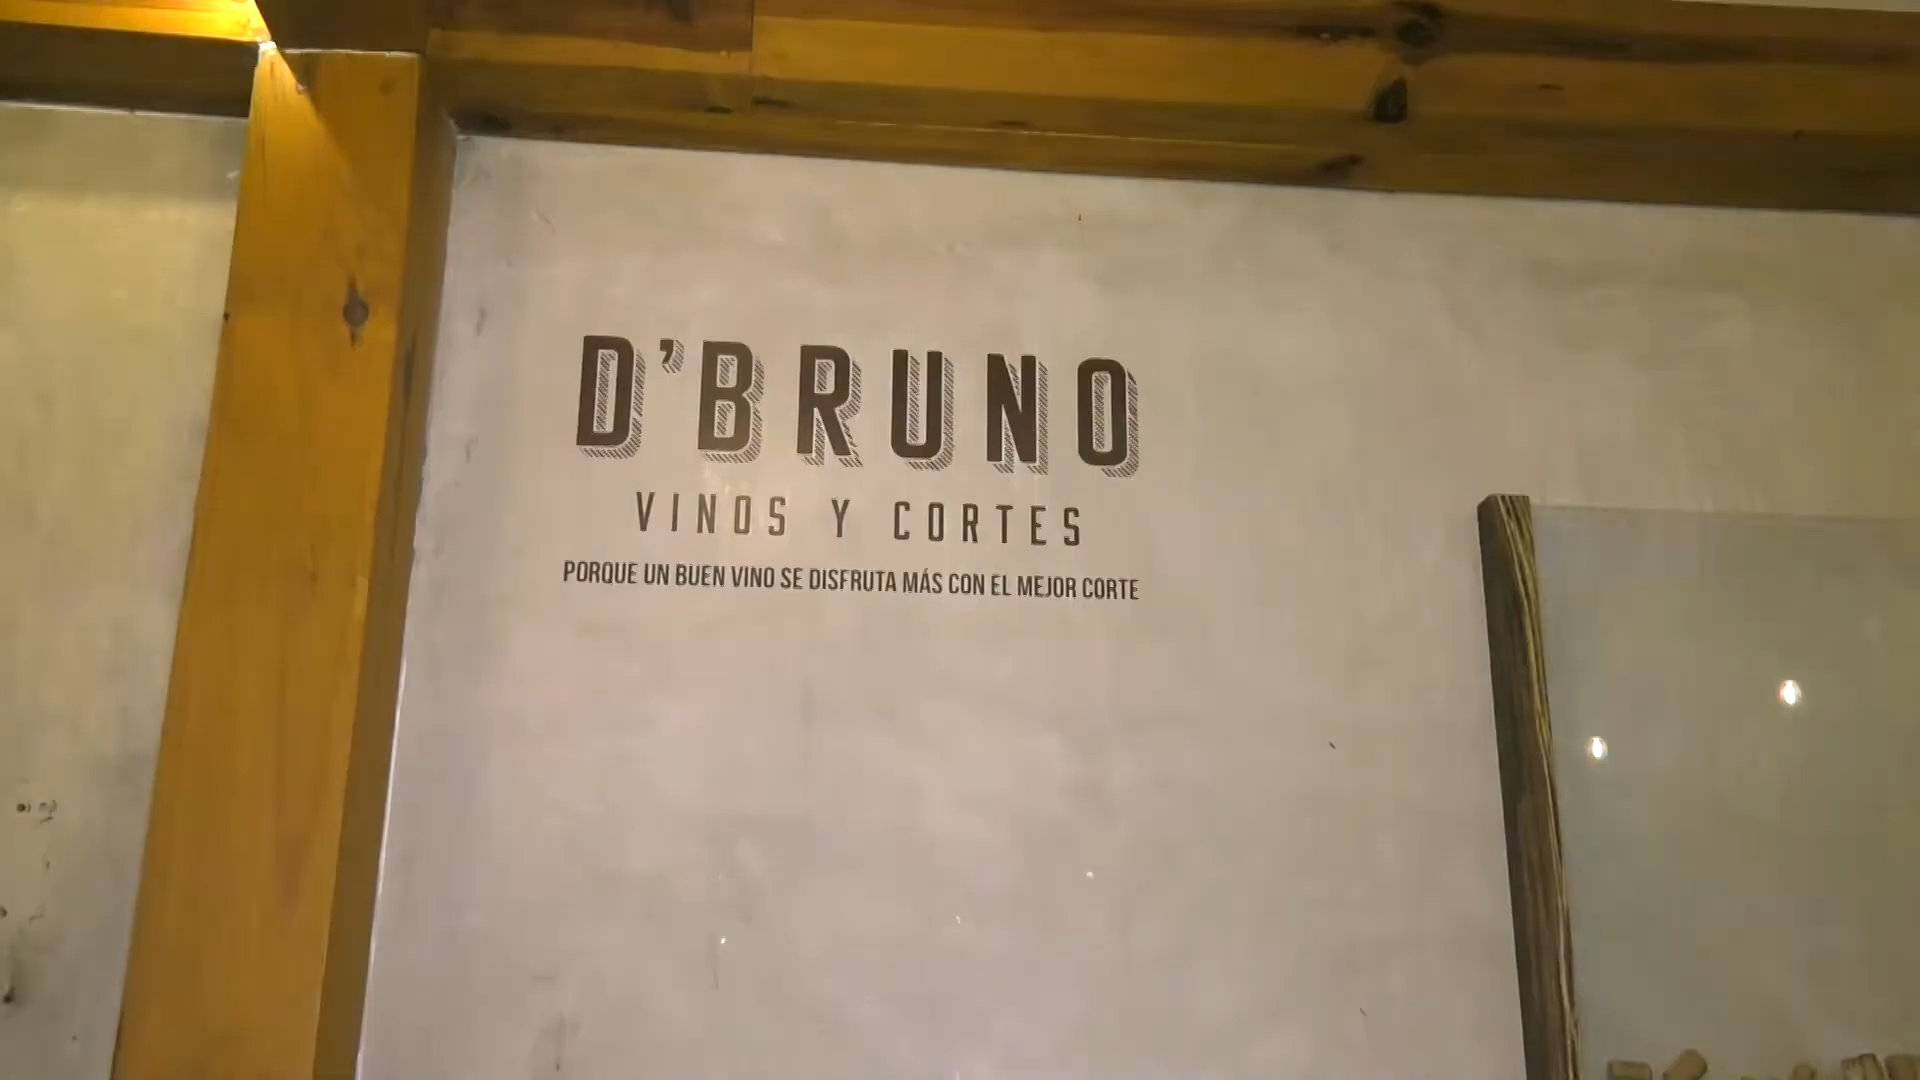 D'BRUNO
VINOS Y CORTES
PORQUE UN BUEN VINO SE DISFRUTA MÁS CON EL MEJOR CORTE